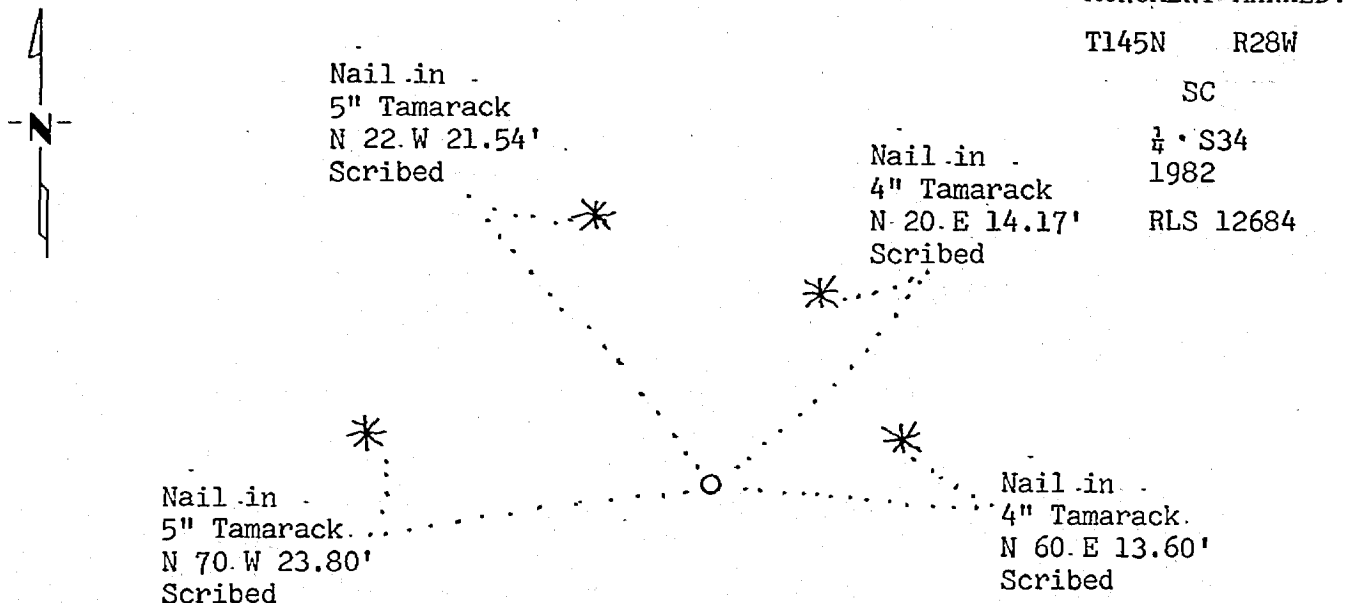 T145N R28W
SC
¼ · S34
1982
RLS 12684
N
Nail in
5" Tamarack
N 22 W 21.54'
Scribed
Nail in
4" Tamarack
N 20 E 14.17'
Scribed
Nail in
5" Tamarack
N 70 W 23.80'
Scribed
Nail in
4" Tamarack
N 60 E 13.60'
Scribed